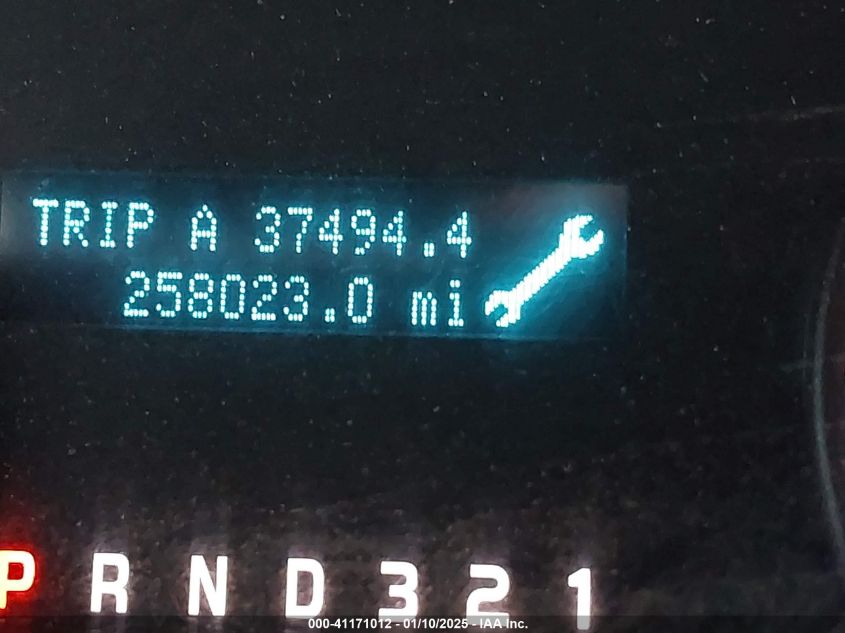 TRIP A 37494.4
258023.0 mi
P R N D 3 2 1
000-41171012 - 01/10/2025 - IAA Inc.